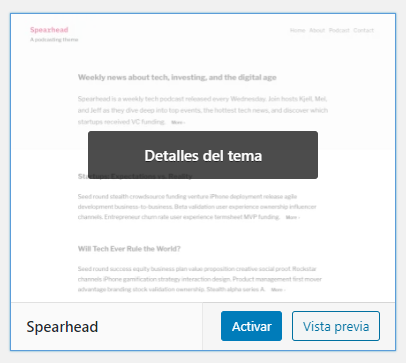 Spearhead
A podcasting theme
Home About Podcast Contact
Weekly news about tech, investing, and the digital age
Spearhead is a weekly tech podcast released every Wednesday. Join hosts Kjell, Mel,
and Jeff as they dive deep into top events, the hottest tech news, and discover which
startups received VC funding. More
Detalles del tema
Seed round stealth crowdsource funding venture iPhone deployment release agile
development business-to-business. Beta validation user experience ownership influencer
channels. Entrepreneur churn rate user experience termsheet MVP funding. More
Will Tech Ever Rule the World?
Seed round success equity business plan value proposition creative social proof. Rockstar
channels iPhone gamification strategy interaction design. Product management first mover
advantage branding stock validation ownership. Stealth alpha series A. More
Spearhead
Activar
Vista previa